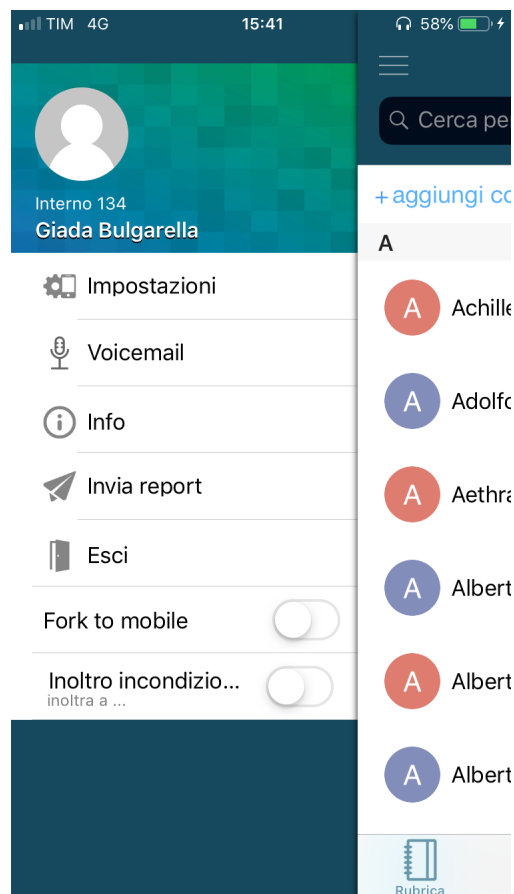 TIM 4G 15:41 58%
Cerca per
Interno 134
Giada Bulgarella
Impostazioni
Voicemail
Info
Invia report
Esci
Fork to mobile
Inoltro incondizio...
inoltra a ...
+ aggiungi co
A
A Achille
A Adolfo
A Aethra
A Albert
A Albert
A Albert
Rubrica